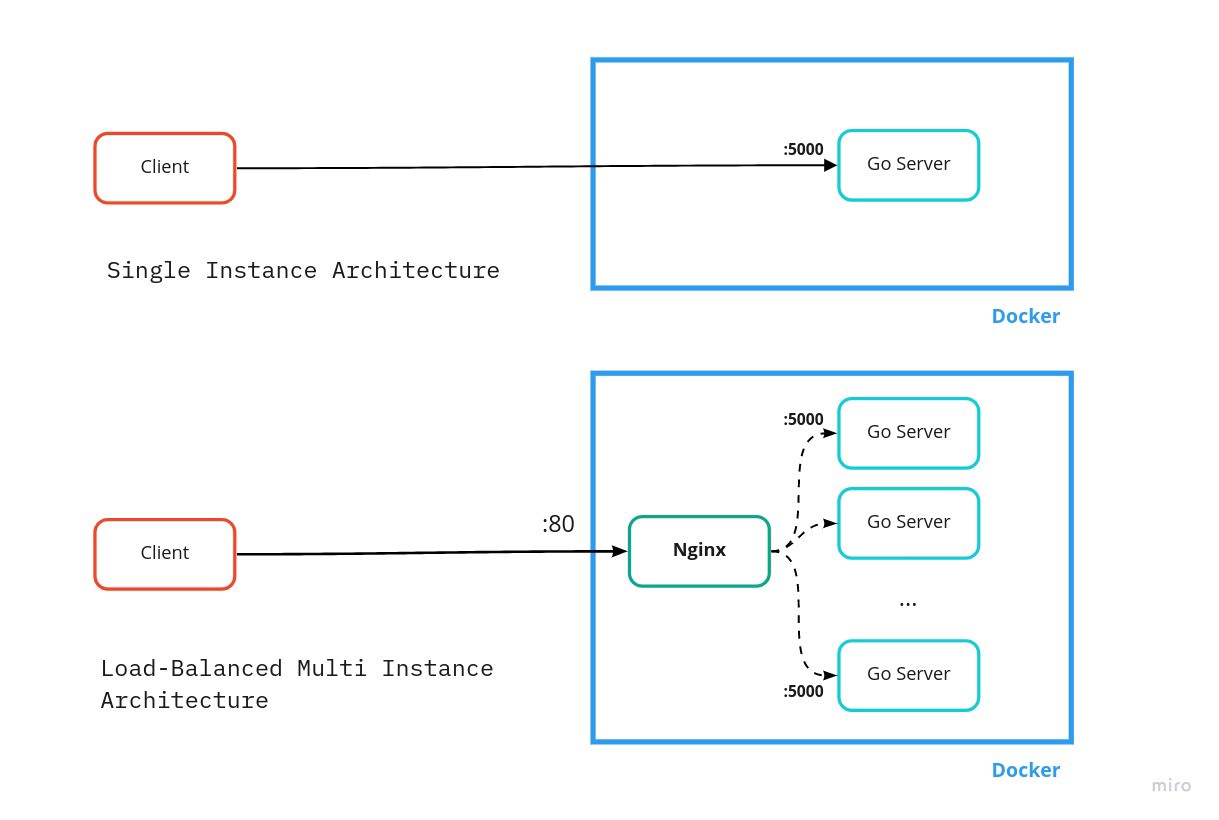 :5000
Client
Go Server
Single Instance Architecture
Docker
:5000
Go Server
:80
Go Server
Nginx
Client
...
Load-Balanced Multi Instance
Architecture
Go Server
:5000
Docker
miro